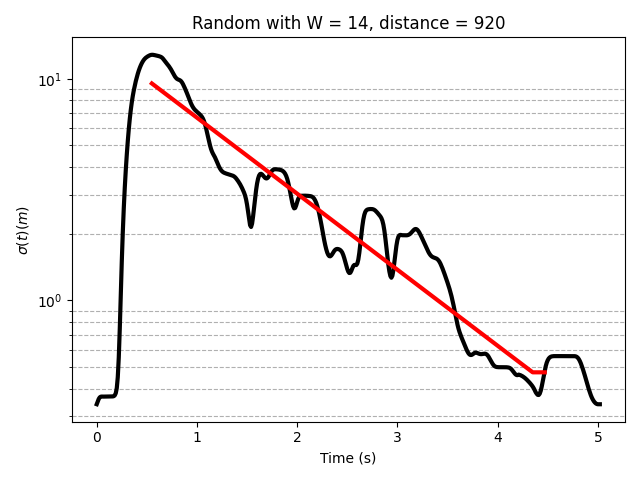 Random with W = 14, distance = 920
σ(t)(m)
10¹
10⁰
0 1 2 3 4 5
Time (s)